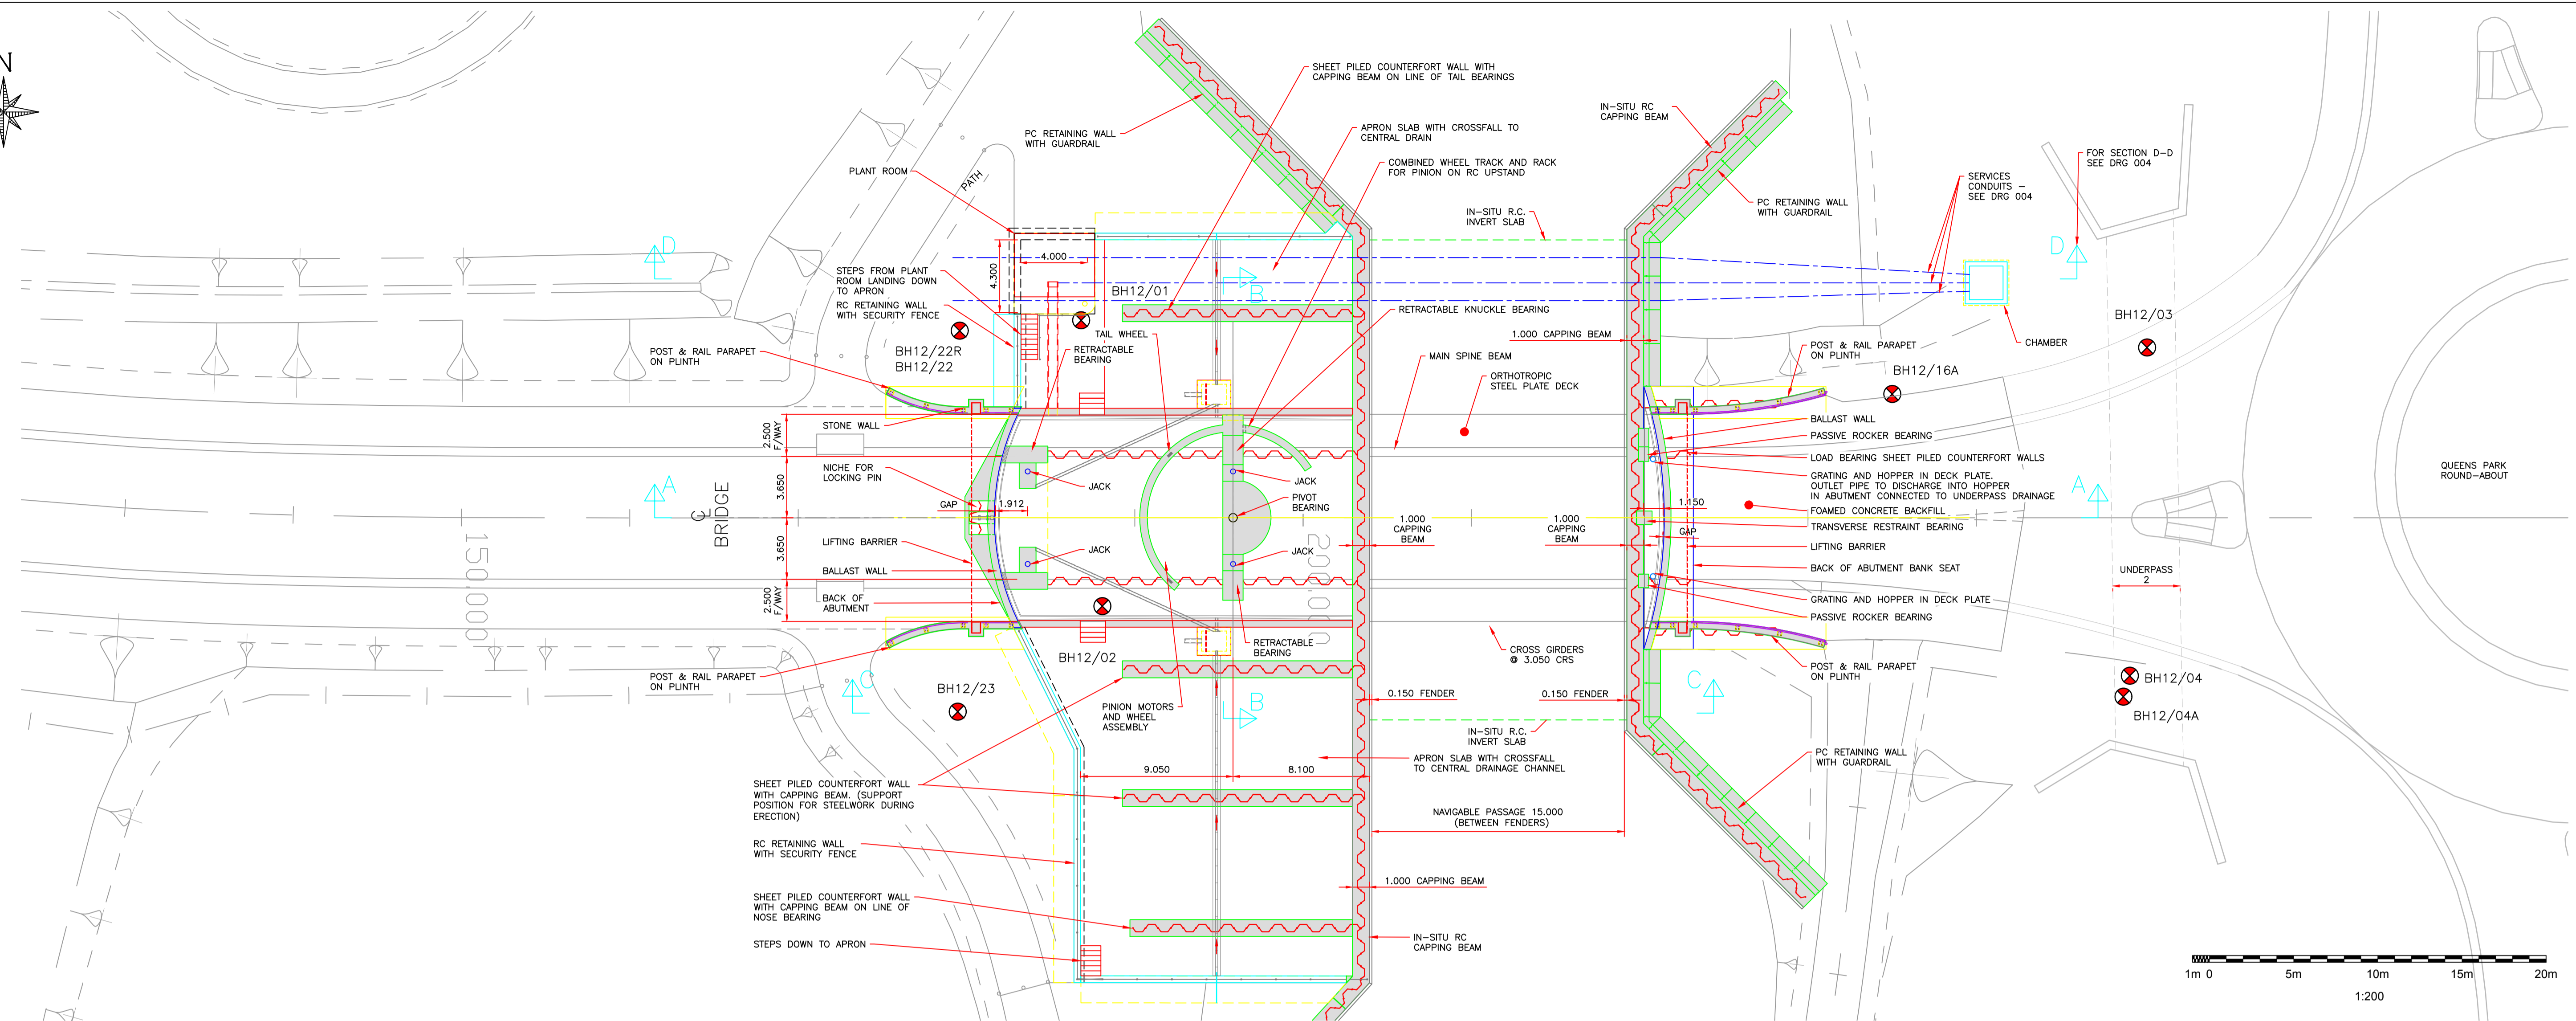 N
SHEET PILED COUNTERFORT WALL WITH
CAPPING BEAM ON LINE OF TAIL BEARINGS
PC RETAINING WALL
WITH GUARDRAIL
APRON SLAB WITH CROSSFALL TO
CENTRAL DRAIN
IN-SITU RC
CAPPING BEAM
COMBINED WHEEL TRACK AND RACK
FOR PINION ON RC UPSTAND
FOR SECTION D-D
SEE DRG 004
PLANT ROOM
PATH
SERVICES
CONDUITS -
SEE DRG 004
PC RETAINING WALL
WITH GUARDRAIL
IN-SITU R.C.
INVERT SLAB
D
D
4.000
4.300
STEPS FROM PLANT
ROOM LANDING DOWN
TO APRON
RC RETAINING WALL
WITH SECURITY FENCE
BH12/01
B
RETRACTABLE KNUCKLE BEARING
BH12/03
TAIL WHEEL
RETRACTABLE
BEARING
1.000 CAPPING BEAM
CHAMBER
BH12/22R
BH12/22
POST & RAIL PARAPET
ON PLINTH
MAIN SPINE BEAM
POST & RAIL PARAPET
ON PLINTH
ORTHOTROPIC
STEEL PLATE DECK
BH12/16A
STONE WALL
2.500
F/WAY
BALLAST WALL
PASSIVE ROCKER BEARING
LOAD BEARING SHEET PILED COUNTERFORT WALLS
NICHE FOR
LOCKING PIN
GRATING AND HOPPER IN DECK PLATE.
OUTLET PIPE TO DISCHARGE INTO HOPPER
IN ABUTMENT CONNECTED TO UNDERPASS DRAINAGE
QUEENS PARK
ROUND-ABOUT
JACK
JACK
3.650
A
A
GAP
1.912
PIVOT
BEARING
1.150
FOAMED CONCRETE BACKFILL
CL
BRIDGE
1.000
CAPPING
BEAM
1.000
CAPPING
BEAM
TRANSVERSE RESTRAINT BEARING
GAP
LIFTING BARRIER
LIFTING BARRIER
3.650
JACK
JACK
150.000
200.000
BALLAST WALL
BACK OF ABUTMENT BANK SEAT
UNDERPASS
2
BACK OF
ABUTMENT
2.500
F/WAY
GRATING AND HOPPER IN DECK PLATE
PASSIVE ROCKER BEARING
RETRACTABLE
BEARING
CROSS GIRDERS
@ 3.050 CRS
BH12/02
POST & RAIL PARAPET
ON PLINTH
POST & RAIL PARAPET
ON PLINTH
C
C
BH12/23
BH12/04
BH12/04A
0.150 FENDER
0.150 FENDER
B
PINION MOTORS
AND WHEEL
ASSEMBLY
IN-SITU R.C.
INVERT SLAB
PC RETAINING WALL
WITH GUARDRAIL
APRON SLAB WITH CROSSFALL
TO CENTRAL DRAINAGE CHANNEL
9.050
8.100
SHEET PILED COUNTERFORT WALL
WITH CAPPING BEAM. (SUPPORT
POSITION FOR STEELWORK DURING
ERECTION)
NAVIGABLE PASSAGE 15.000
(BETWEEN FENDERS)
RC RETAINING WALL
WITH SECURITY FENCE
1.000 CAPPING BEAM
SHEET PILED COUNTERFORT WALL
WITH CAPPING BEAM ON LINE OF
NOSE BEARING
STEPS DOWN TO APRON
IN-SITU RC
CAPPING BEAM
1m 0 5m 10m 15m 20m
1:200